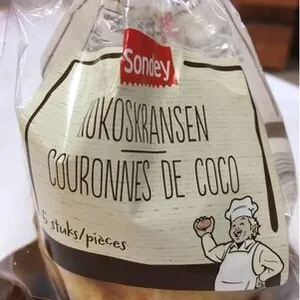 Sondey
KOKOSKRANSEN
COURONNES DE COCO
5 stuks/pièces